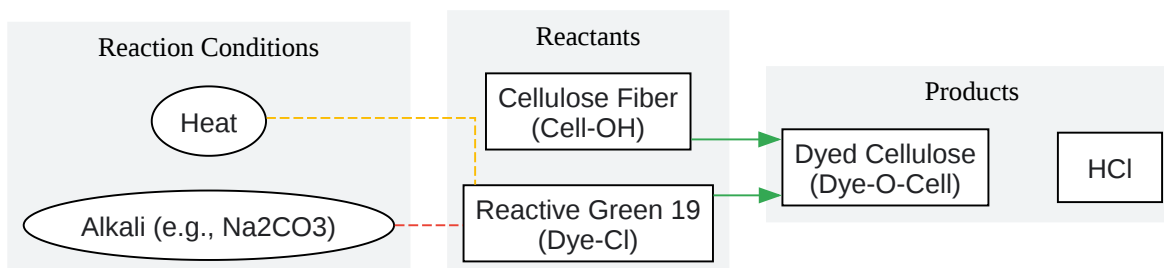 Reaction Conditions
Heat
Alkali (e.g., Na2CO3)
Reactants
Cellulose Fiber
(Cell-OH)
Reactive Green 19
(Dye-Cl)
Products
Dyed Cellulose
(Dye-O-Cell)
HCl